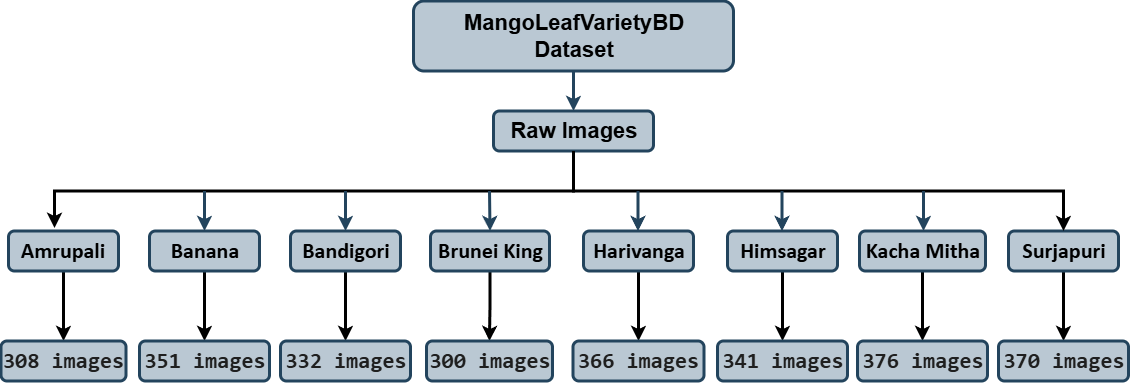 MangoLeafVarietyBD
Dataset
Raw Images
Amrupali
Banana
Bandigori
Brunei King
Harivanga
Himsagar
Kacha Mitha
Surjapuri
308 images
351 images
332 images
300 images
366 images
341 images
376 images
370 images